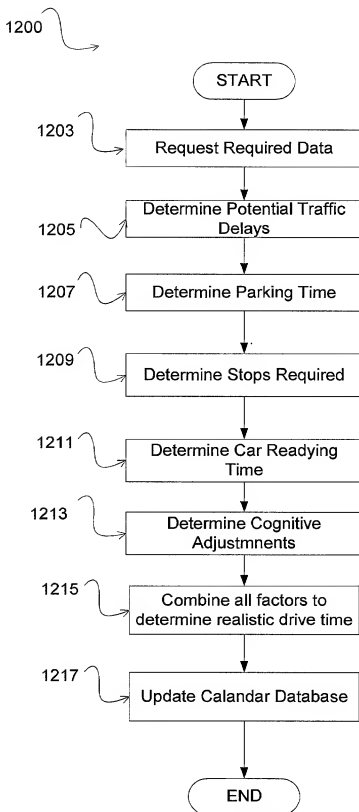 1200
START
1203
Request Required Data
1205
Determine Potential Traffic
Delays
1207
Determine Parking Time
1209
Determine Stops Required
1211
Determine Car Readying
Time
1213
Determine Cognitive
Adjustmnents
1215
Combine all factors to
determine realistic drive time
1217
Update Calandar Database
END